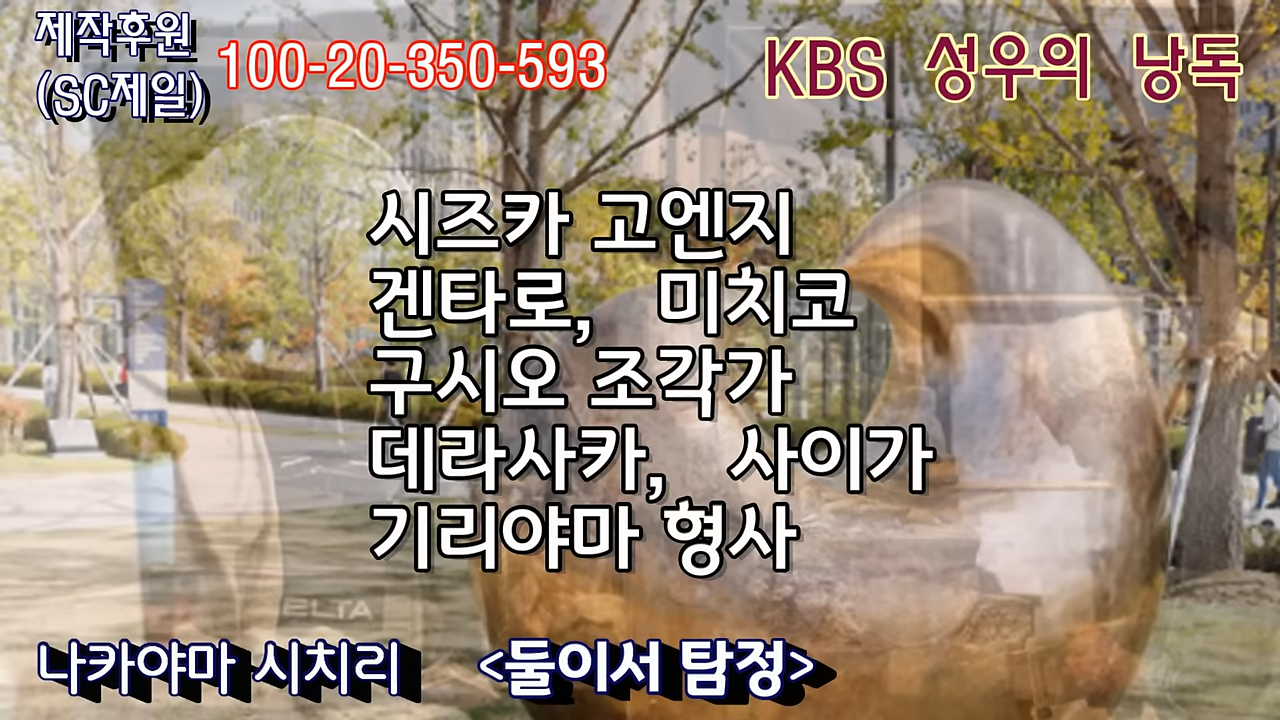 제작후원
(SC제일)
100-20-350-593
KBS 성우의 낭독
시즈카 고엔지
겐타로, 미치코
구시오 조각가
데라사카, 사이가
기리야마 형사
ELTA
나카야마 시치리 <둘이서 탐정>